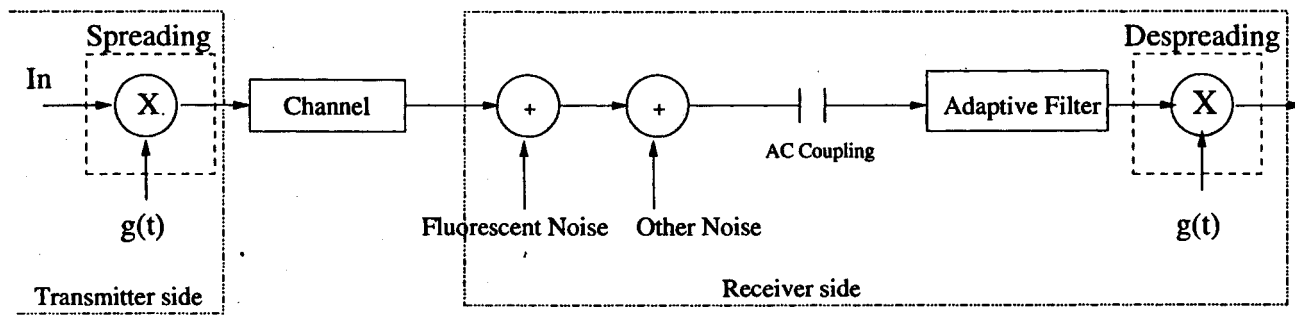 Spreading
Despreading
In
X
Channel
+
+
Adaptive Filter
X
AC Coupling
g(t)
Fluorescent Noise
Other Noise
g(t)
Transmitter side
Receiver side